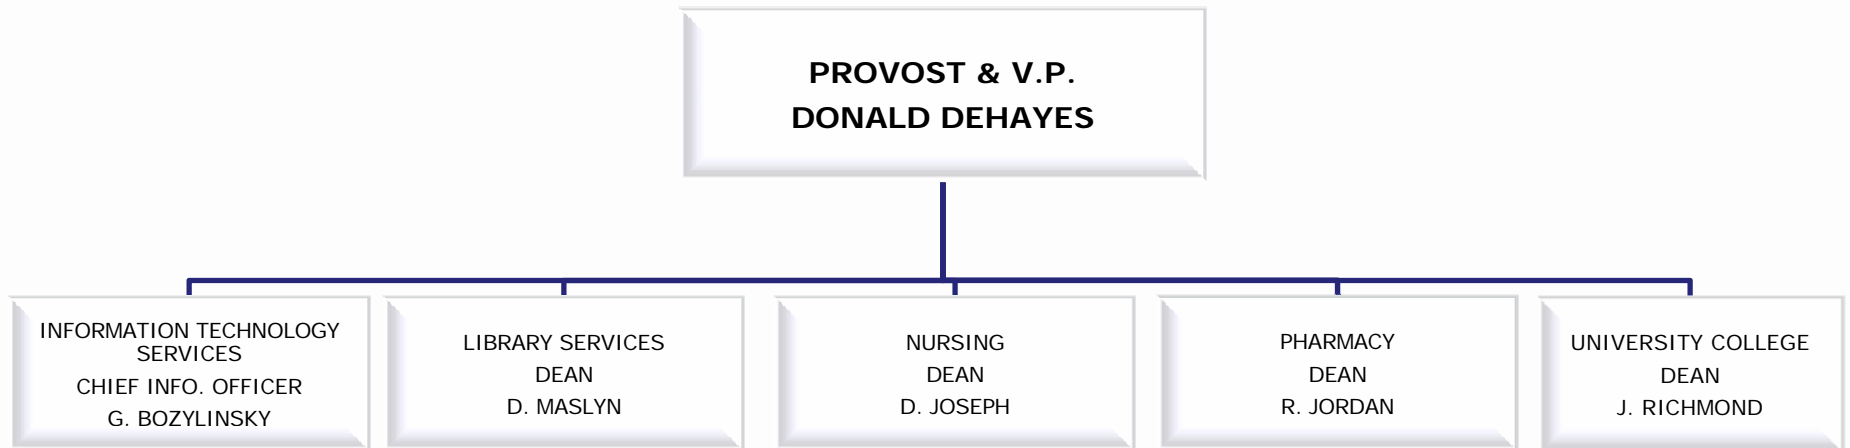 PROVOST & V.P.
DONALD DEHAYES
INFORMATION TECHNOLOGY
SERVICES
CHIEF INFO. OFFICER
G. BOZYLINSKY
LIBRARY SERVICES
DEAN
D. MASLYN
NURSING
DEAN
D. JOSEPH
PHARMACY
DEAN
R. JORDAN
UNIVERSITY COLLEGE
DEAN
J. RICHMOND